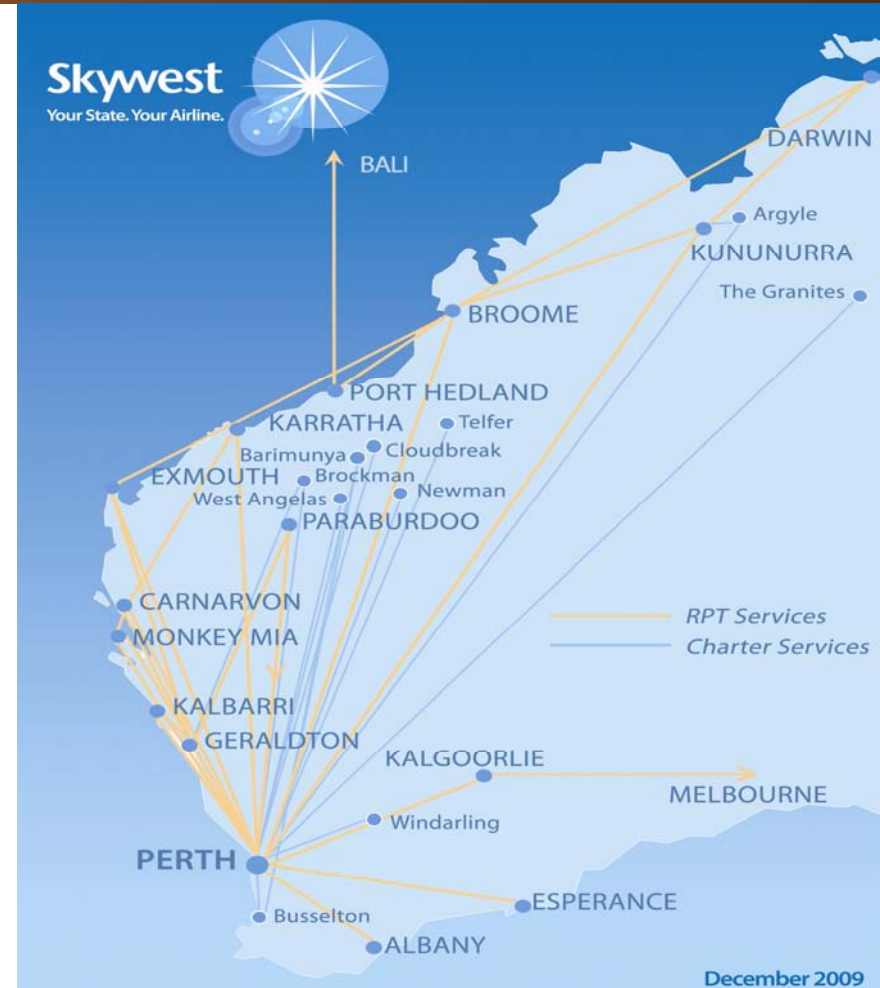 Skywest
Your State. Your Airline.
BALI
DARWIN
Argyle
KUNUNURRA
The Granites
BROOME
PORT HEDLAND
KARRATHA
Telfer
Barimunya
Cloudbreak
EXMOUTH
Brockman
West Angelas
Newman
PARABURDOO
CARNARVON
RPT Services
MONKEY MIA
Charter Services
KALBARRI
GERALDTON
KALGOORLIE
MELBOURNE
Windarling
PERTH
ESPERANCE
Busselton
ALBANY
December 2009